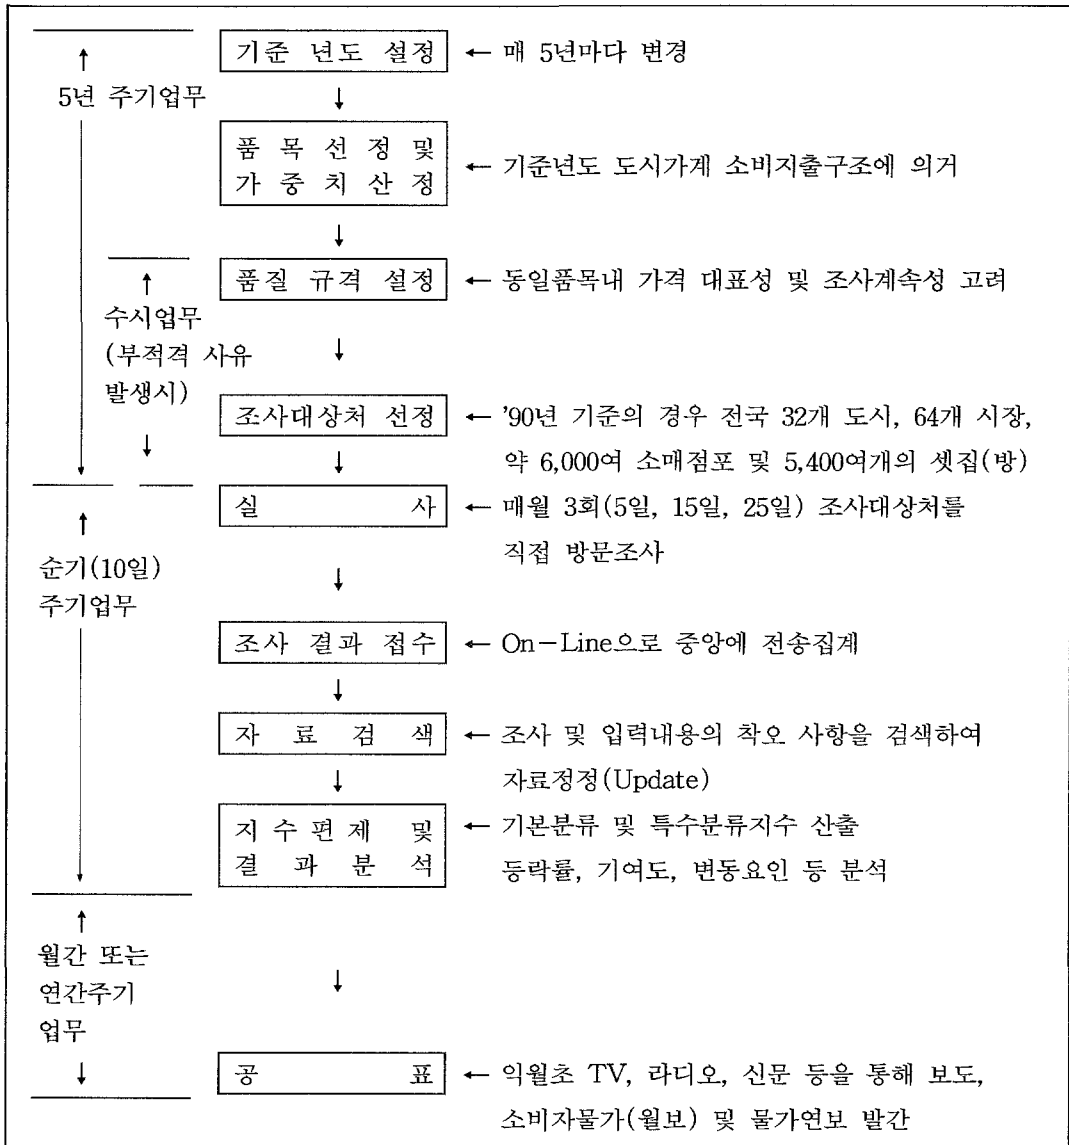 기준 년도 설정 ← 매 5년마다 변경
5년 주기업무
품 목 선 정 및
가 중 치 산 정
← 기준년도 도시가계 소비지출구조에 의거
품질 규격 설정 ← 동일품목내 가격 대표성 및 조사계속성 고려
수시업무
(부적격 사유
발생시)
조사대상처 선정 ← '90년 기준의 경우 전국 32개 도시, 64개 시장,
약 6,000여 소매점포 및 5,400여개의 셋집(방)
실 사 ← 매월 3회(5일, 15일, 25일) 조사대상처를
직접 방문조사
순기(10일)
주기업무
조사 결과 접수 ← On-Line으로 중앙에 전송집계
자 료 검 색 ← 조사 및 입력내용의 착오 사항을 검색하여
자료정정(Update)
지 수 편 제 및
결 과 분 석
← 기본분류 및 특수분류지수 산출
등락률, 기여도, 변동요인 등 분석
월간 또는
연간주기
업무
공 표 ← 익월초 TV, 라디오, 신문 등을 통해 보도,
소비자물가(월보) 및 물가연보 발간